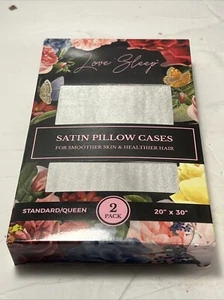 Love Sleep
SATIN PILLOW CASES
FOR SMOOTHER SKIN & HEALTHIER HAIR
STANDARD/QUEEN
2
PACK
20" x 30"